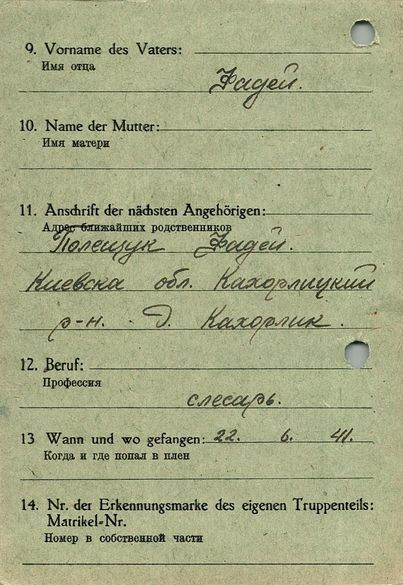 9. Vorname des Vaters:
Имя отца
Фадей.
10. Name der Mutter:
Имя матери
11. Anschrift der nächsten Angehörigen:
Адрес ближайших родственников
Полещук Фадей.
Киевска обл. Кахорлицкий
р-н. Д. Кахорлик.
12. Beruf:
Профессия
слесарь.
13 Wann und wo gefangen: 22. 6. 41.
Когда и где попал в плен
14. Nr. der Erkennungsmarke des eigenen Truppenteils:
Matrikel-Nr.
Номер в собственной части